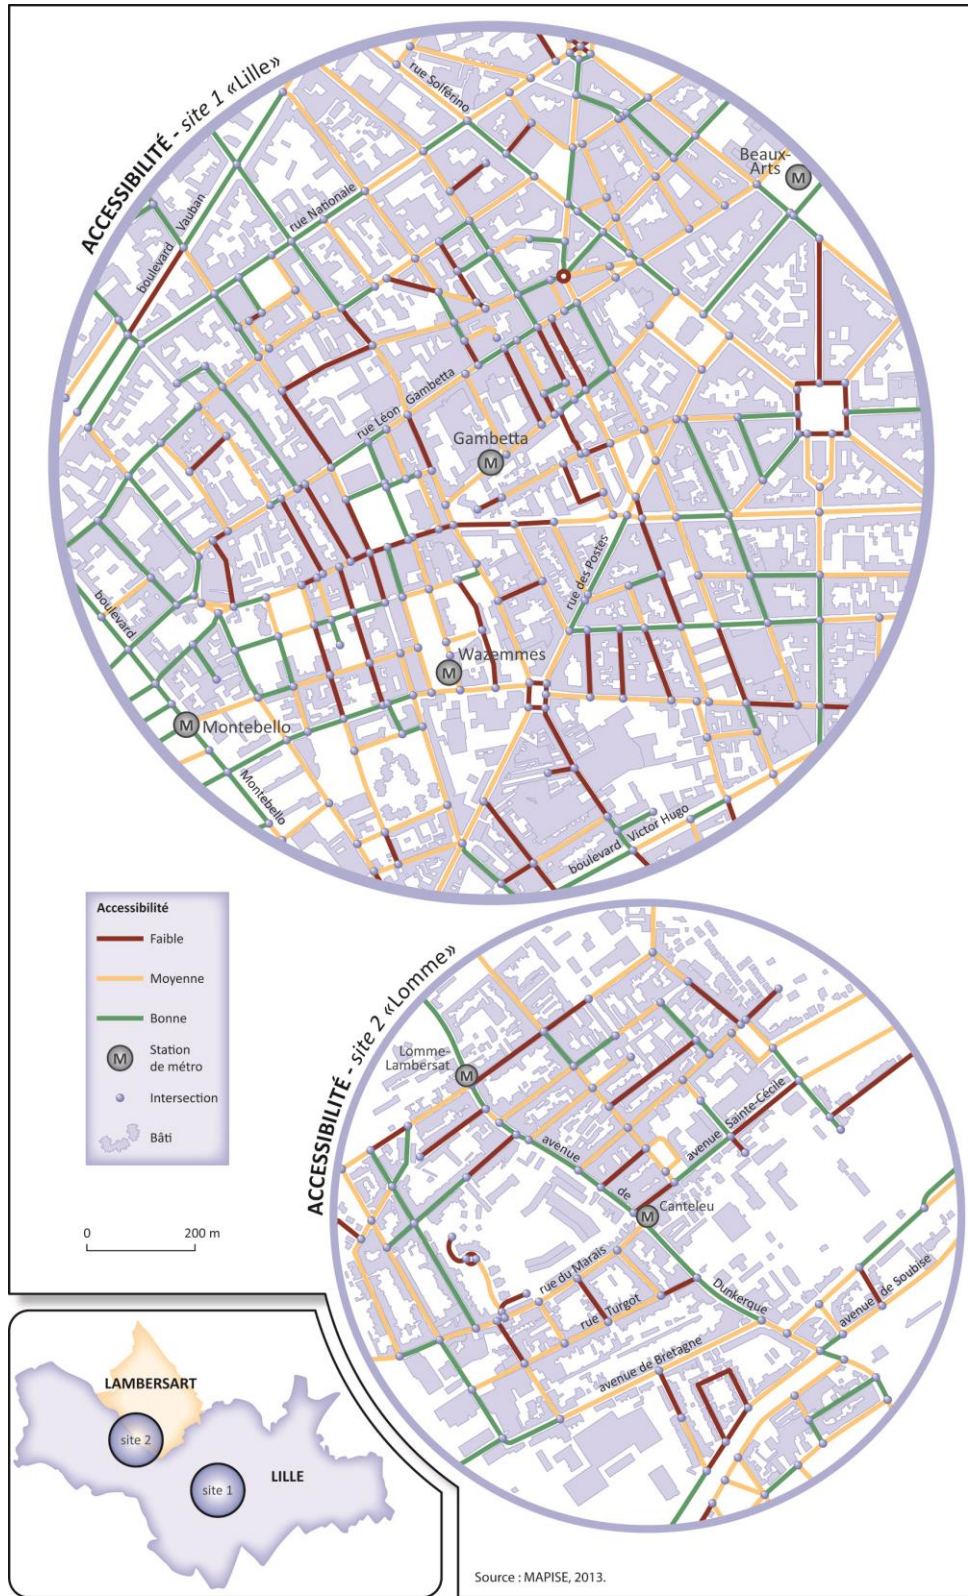 ACCESSIBILITÉ - site 1 «Lille»
rue Solférino
Beaux-
Arts
M
boulevard Vauban
rue Nationale
rue Léon Gambetta
Gambetta
M
rue des Postes
boulevard
Wazemmes
M
M
Montebello
Montebello
boulevard Victor Hugo
Accessibilité
Faible
Moyenne
Bonne
M
Station
de métro
Intersection
Bâti
0
200 m
ACCESSIBILITÉ - site 2 «Lomme»
Lomme-
Lambersat
M
avenue
de
Dunkerque
avenue Sainte-Cécile
M
Canteleu
rue du Marais
rue Turgot
avenue de Bretagne
avenue de Soubise
LAMBERSART
site 2
site 1
LILLE
Source : MAPISE, 2013.